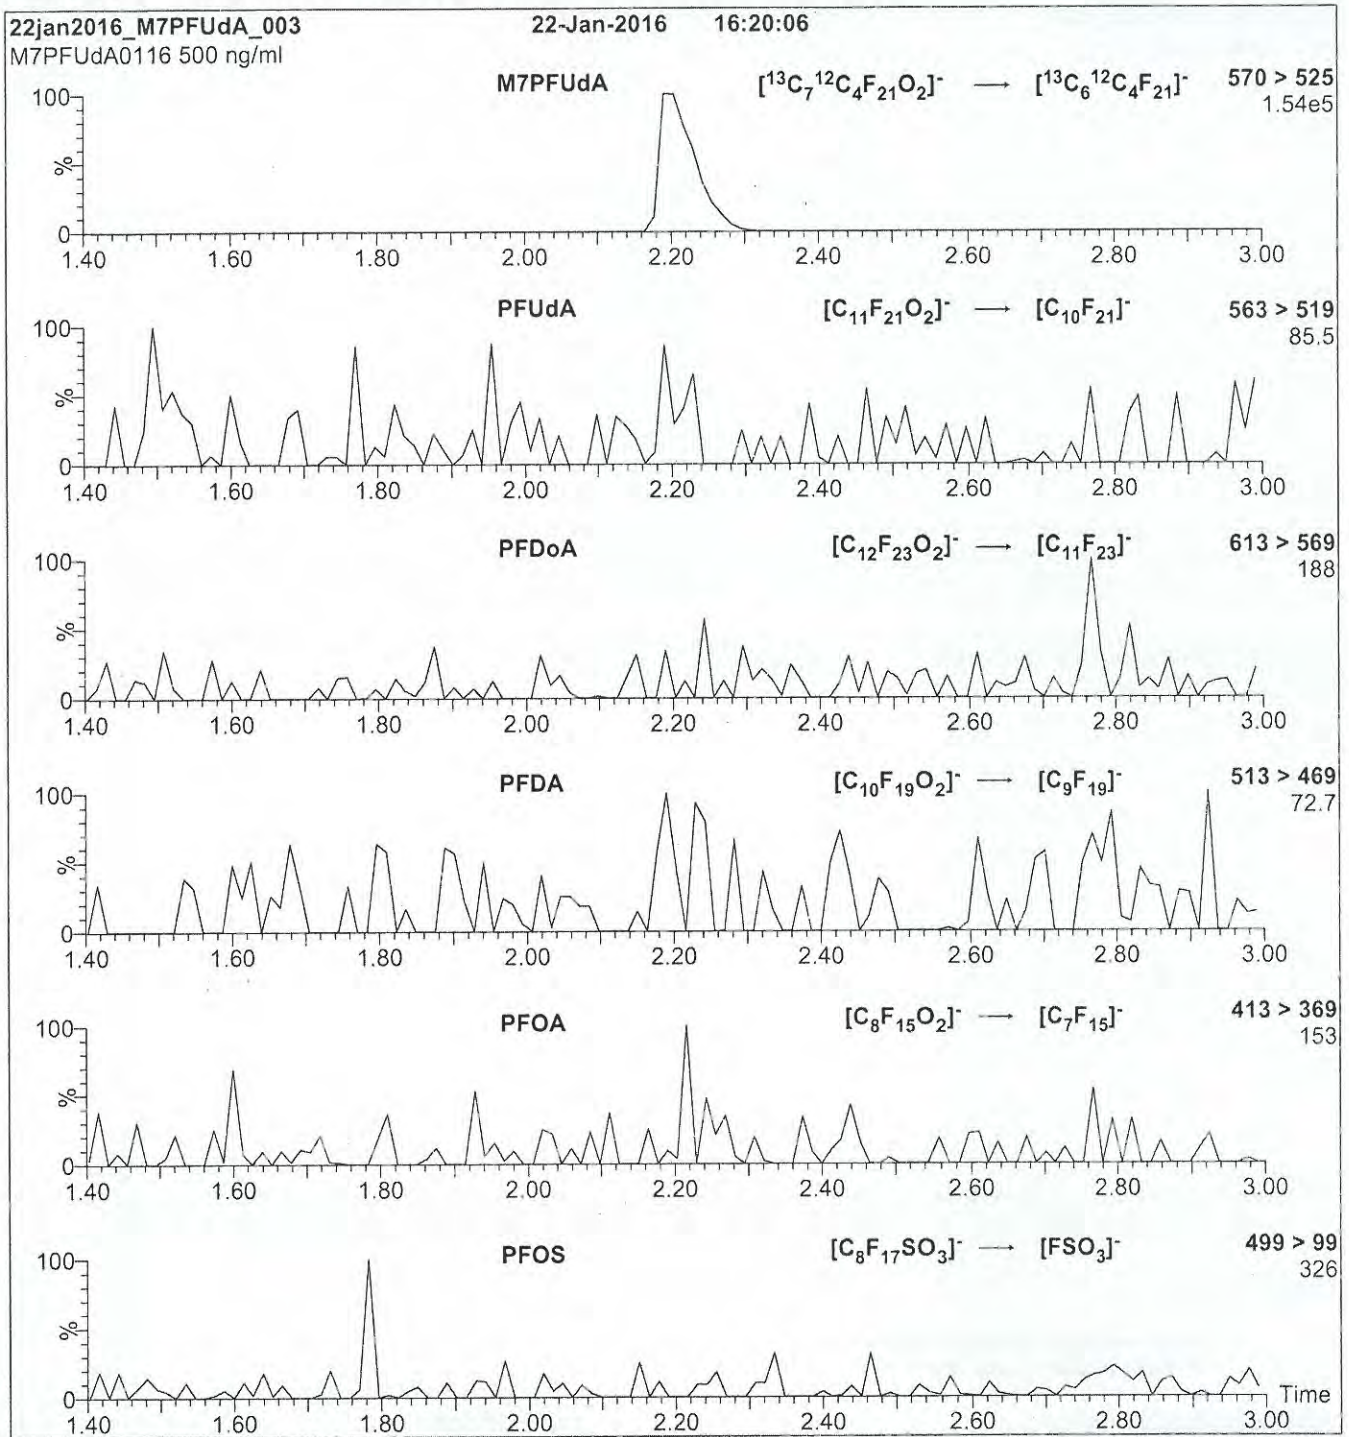 22jan2016_M7PFUdA_003 22-Jan-2016 16:20:06
M7PFUdA0116 500 ng/ml
M7PFUdA [¹³C₇¹²C₄F₂₁O₂]⁻ → [¹³C₆¹²C₄F₂₁]⁻ 570 > 525
1.54e5
100
%
0
1.40 1.60 1.80 2.00 2.20 2.40 2.60 2.80 3.00
PFUdA [C₁₁F₂₁O₂]⁻ → [C₁₀F₂₁]⁻ 563 > 519
85.5
100
%
0
1.40 1.60 1.80 2.00 2.20 2.40 2.60 2.80 3.00
PFDoA [C₁₂F₂₃O₂]⁻ → [C₁₁F₂₃]⁻ 613 > 569
188
100
%
0
1.40 1.60 1.80 2.00 2.20 2.40 2.60 2.80 3.00
PFDA [C₁₀F₁₉O₂]⁻ → [C₉F₁₉]⁻ 513 > 469
72.7
100
%
0
1.40 1.60 1.80 2.00 2.20 2.40 2.60 2.80 3.00
PFOA [C₈F₁₅O₂]⁻ → [C₇F₁₅]⁻ 413 > 369
153
100
%
0
1.40 1.60 1.80 2.00 2.20 2.40 2.60 2.80 3.00
PFOS [C₈F₁₇SO₃]⁻ → [FSO₃]⁻ 499 > 99
326
100
%
0 Time
1.40 1.60 1.80 2.00 2.20 2.40 2.60 2.80 3.00